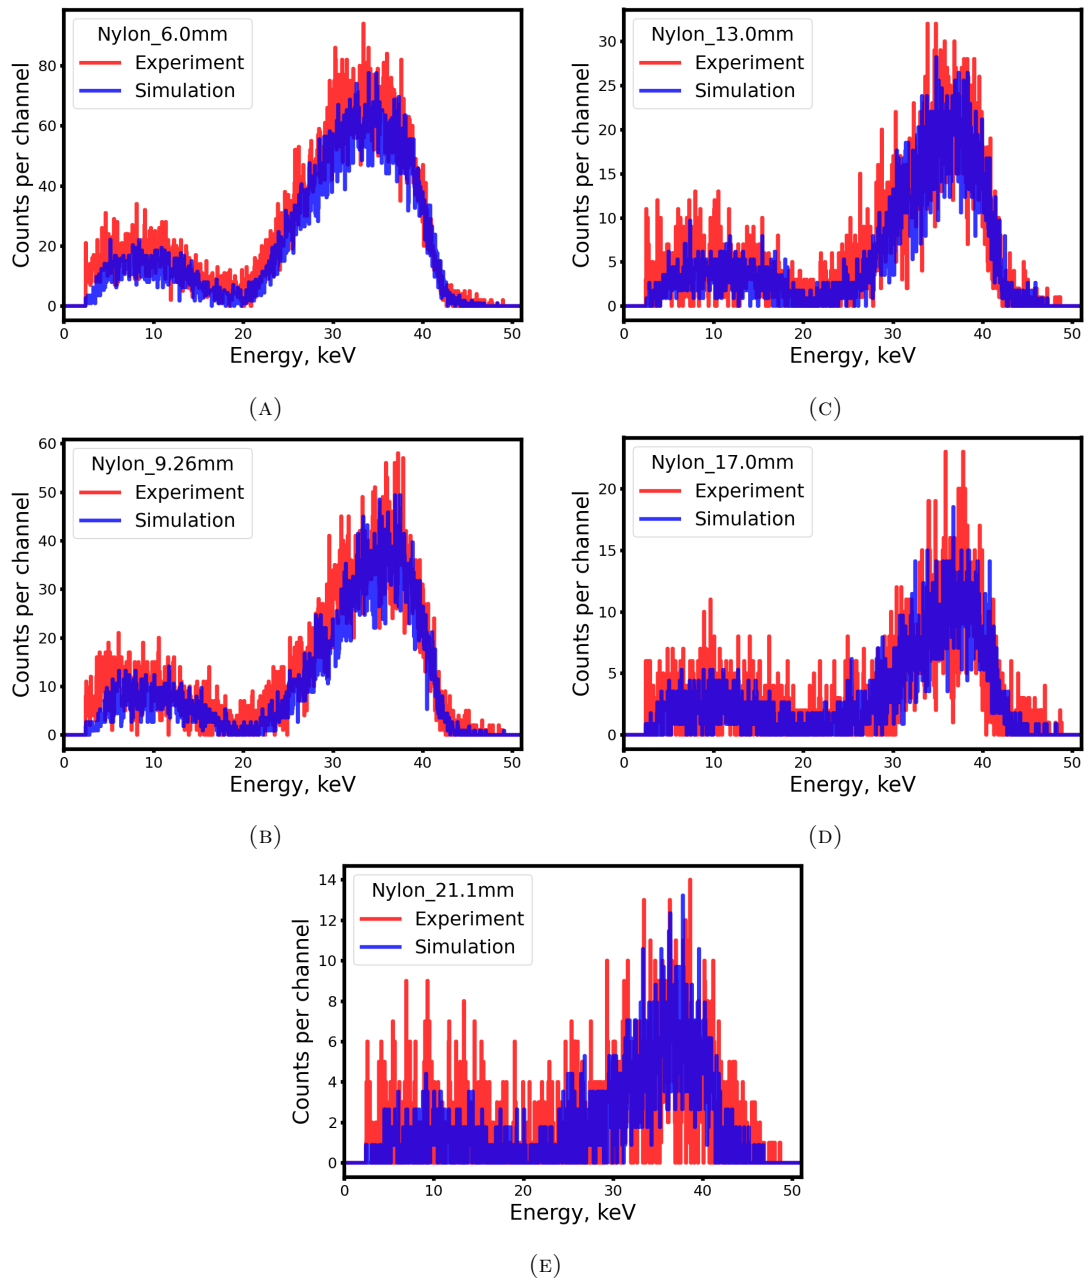 Nylon_6.0mm
Experiment
Simulation
Counts per channel
80
60
40
20
0
0 10 20 30 40 50
Energy, keV
(A)
Nylon_13.0mm
Experiment
Simulation
Counts per channel
30
25
20
15
10
5
0
0 10 20 30 40 50
Energy, keV
(C)
Nylon_9.26mm
Experiment
Simulation
Counts per channel
60
50
40
30
20
10
0
0 10 20 30 40 50
Energy, keV
(B)
Nylon_17.0mm
Experiment
Simulation
Counts per channel
20
15
10
5
0
0 10 20 30 40 50
Energy, keV
(D)
Nylon_21.1mm
Experiment
Simulation
Counts per channel
14
12
10
8
6
4
2
0
0 10 20 30 40 50
Energy, keV
(E)